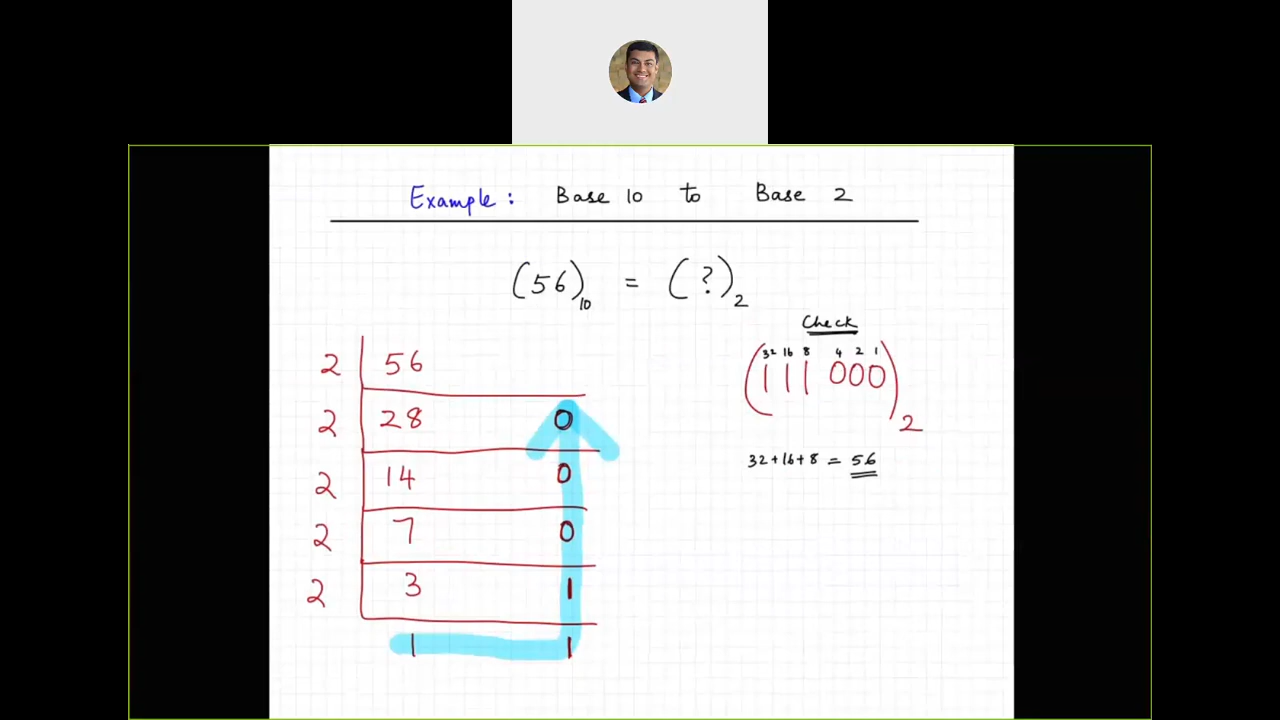 Example: Base 10 to Base 2
(56)10 = (?)2
Check
32 16 8 4 2 1
(111000)2
32+16+8 = 56
2 56
2 28 0
2 14 0
2 7 0
2 3 1
1 1